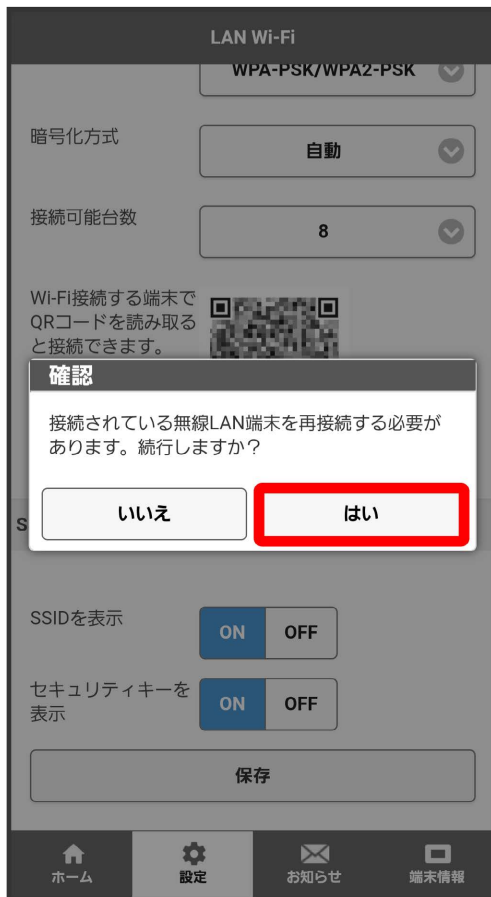 LAN Wi-Fi
WPA-PSK/WPA2-PSK
暗号化方式
自動
接続可能台数
8
Wi-Fi接続する端末で
QRコードを読み取る
と接続できます。
確認
接続されている無線LAN端末を再接続する必要が
あります。続行しますか？
いいえ
はい
S
SSIDを表示
ON OFF
セキュリティキーを
表示
ON OFF
保存
ホーム
設定
お知らせ
端末情報